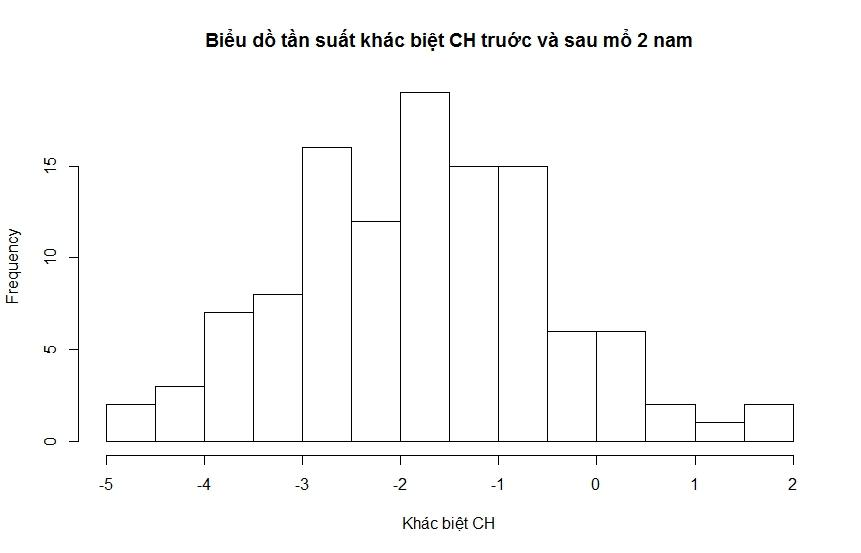 Biểu dồ tần suất khác biệt CH truớc và sau mổ 2 nam
Frequency
15
10
5
0
-5 -4 -3 -2 -1 0 1 2
Khác biệt CH